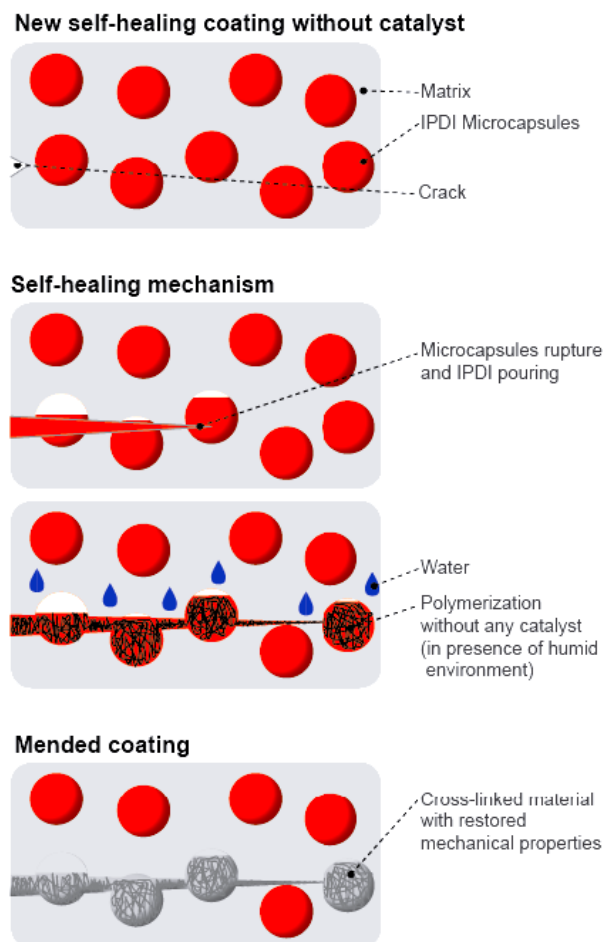 New self-healing coating without catalyst
Matrix
IPDI Microcapsules
Crack
Self-healing mechanism
Microcapsules rupture
and IPDI pouring
Water
Polymerization
without any catalyst
(in presence of humid
environment)
Mended coating
Cross-linked material
with restored
mechanical properties